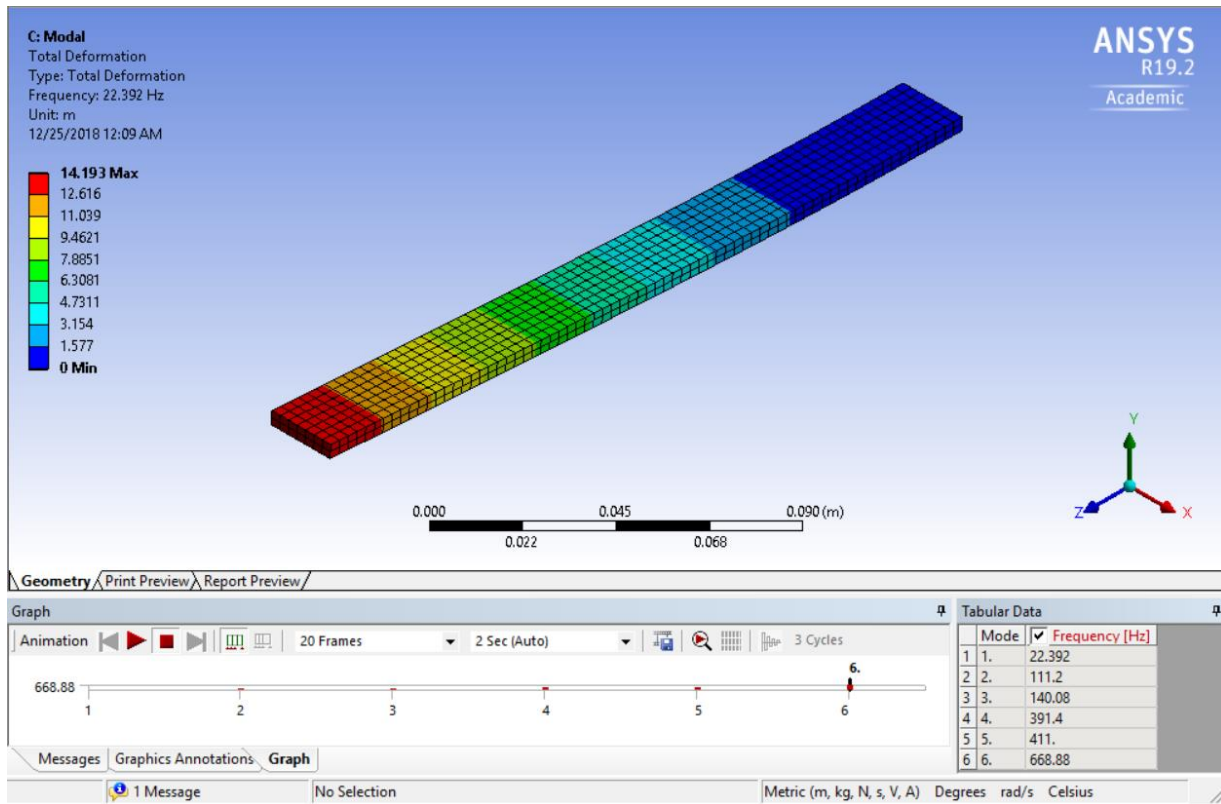 C: Modal
Total Deformation
Type: Total Deformation
Frequency: 22.392 Hz
Unit: m
12/25/2018 12:09 AM
ANSYS
R19.2
Academic
14.193 Max
12.616
11.039
9.4621
7.8851
6.3081
4.7311
3.154
1.577
0 Min
Y
Z
X
0.000 0.045 0.090 (m)
0.022 0.068
Geometry Print Preview Report Preview
Graph
Animation 20 Frames 2 Sec (Auto) 3 Cycles
6.
668.88
1 2 3 4 5 6
Messages Graphics Annotations Graph
Tabular Data
Mode Frequency [Hz]
1 1. 22.392
2 2. 111.2
3 3. 140.08
4 4. 391.4
5 5. 411.
6 6. 668.88
1 Message No Selection Metric (m, kg, N, s, V, A) Degrees rad/s Celsius